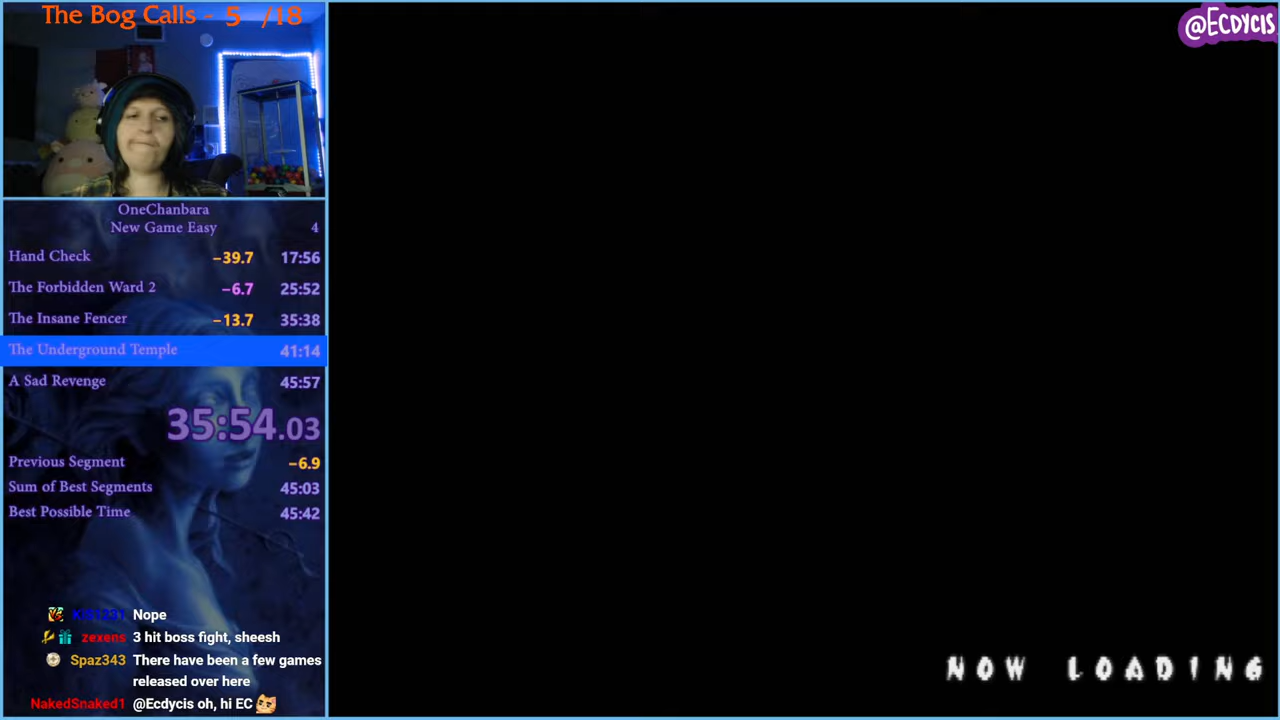 The Bog Calls - 5 /18
@ECDYCIS
OneChanbara
New Game Easy 4
Hand Check -39.7 17:56
The Forbidden Ward 2 -6.7 25:52
The Insane Fencer -13.7 35:38
The Underground Temple 41:14
A Sad Revenge 45:57
35:54.03
Previous Segment -6.9
Sum of Best Segments 45:03
Best Possible Time 45:42
Nope
zexens 3 hit boss fight, sheesh
Spaz343 There have been a few games
released over here
NakedSnaked1 @Ecdycis oh, hi EC
NOW LOADING